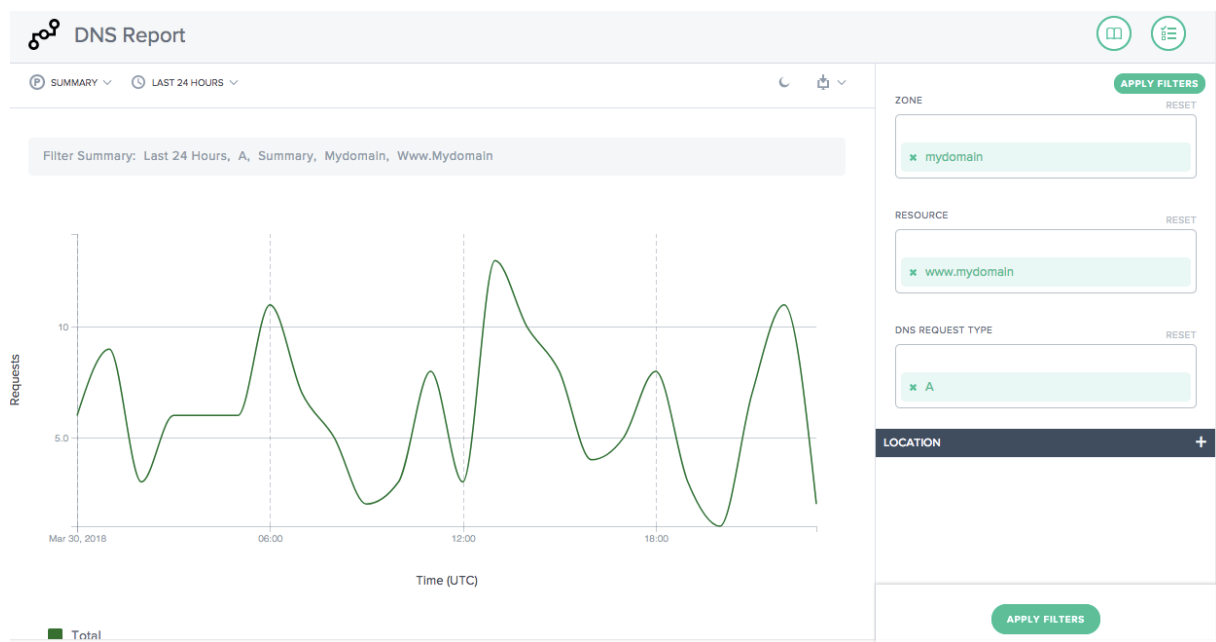 DNS Report
P SUMMARY
LAST 24 HOURS
Filter Summary: Last 24 Hours, A, Summary, Mydomain, Www.Mydomain
10
5.0
Requests
Mar 30, 2018
06:00
12:00
18:00
Time (UTC)
Total
APPLY FILTERS
ZONE
RESET
mydomain
RESOURCE
RESET
www.mydomain
DNS REQUEST TYPE
RESET
A
LOCATION +
APPLY FILTERS